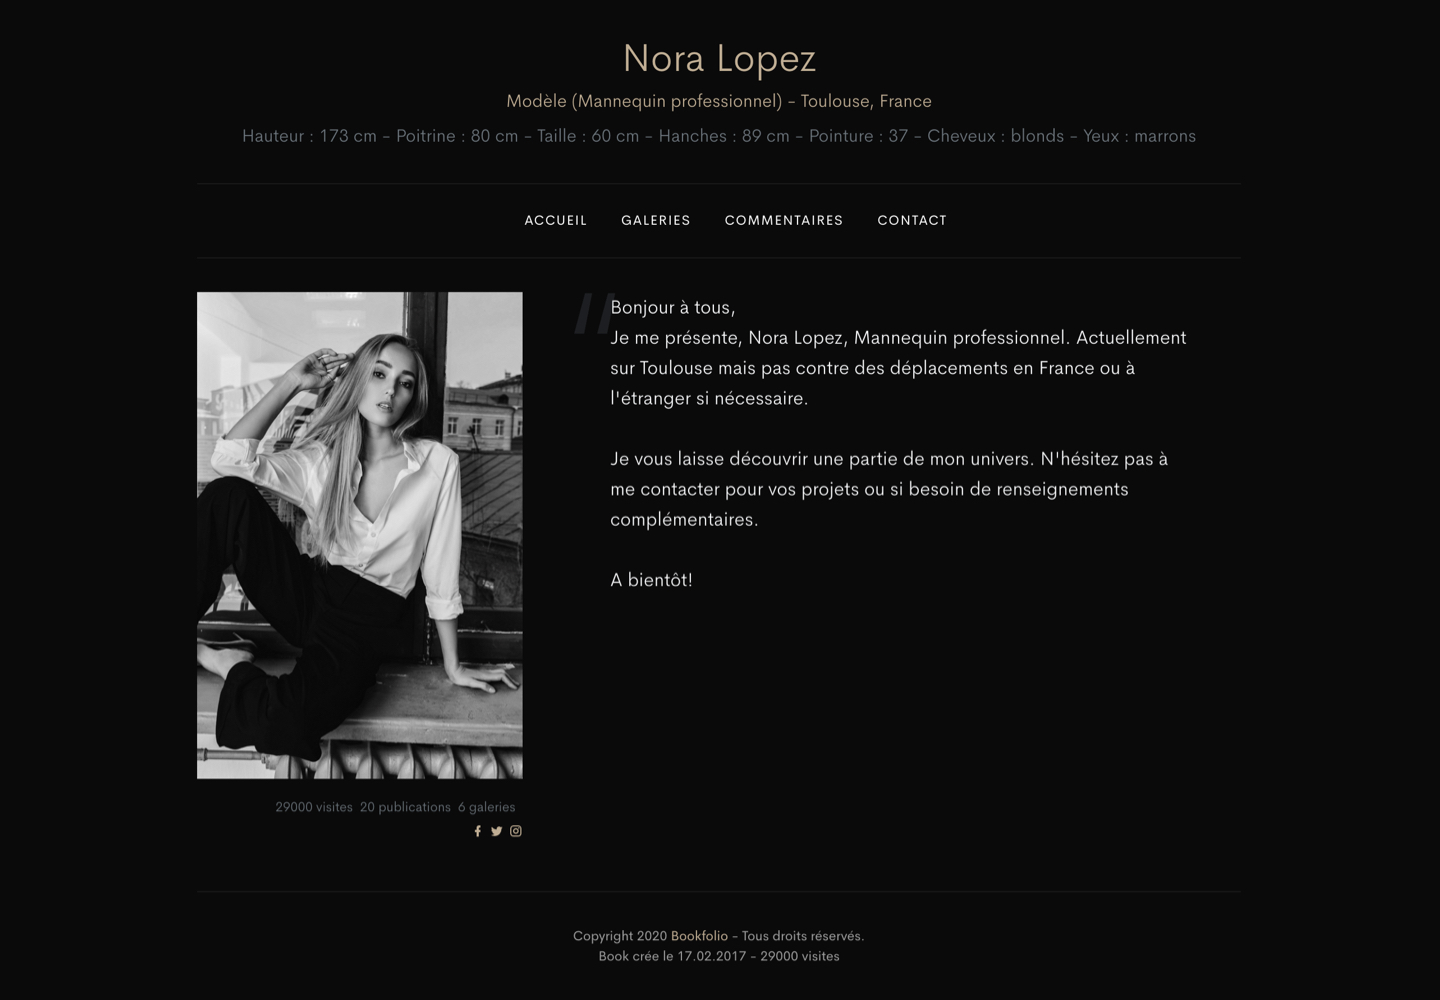 Nora Lopez
Modèle (Mannequin professionnel) - Toulouse, France
Hauteur : 173 cm - Poitrine : 80 cm - Taille : 60 cm - Hanches : 89 cm - Pointure : 37 - Cheveux : blonds - Yeux : marrons
ACCUEIL GALERIES COMMENTAIRES CONTACT
Bonjour à tous,
Je me présente, Nora Lopez, Mannequin professionnel. Actuellement
sur Toulouse mais pas contre des déplacements en France ou à
l'étranger si nécessaire.
Je vous laisse découvrir une partie de mon univers. N'hésitez pas à
me contacter pour vos projets ou si besoin de renseignements
complémentaires.
A bientôt!
29000 visites 20 publications 6 galeries
Copyright 2020 Bookfolio - Tous droits réservés.
Book crée le 17.02.2017 - 29000 visites